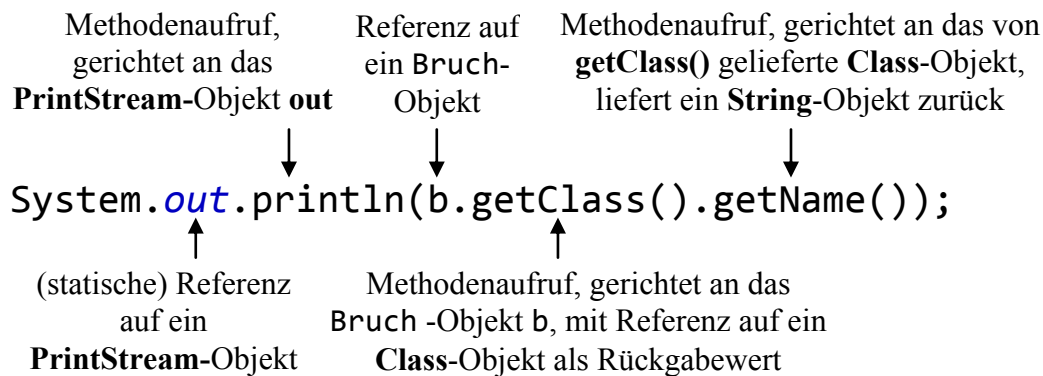 Methodenaufruf,
gerichtet an das
PrintStream-Objekt out
Referenz auf
ein Bruch-
Objekt
Methodenaufruf, gerichtet an das von
getClass() gelieferte Class-Objekt,
liefert ein String-Objekt zurück
System.out.println(b.getClass().getName());
(statische) Referenz
auf ein
PrintStream-Objekt
Methodenaufruf, gerichtet an das
Bruch -Objekt b, mit Referenz auf ein
Class-Objekt als Rückgabewert